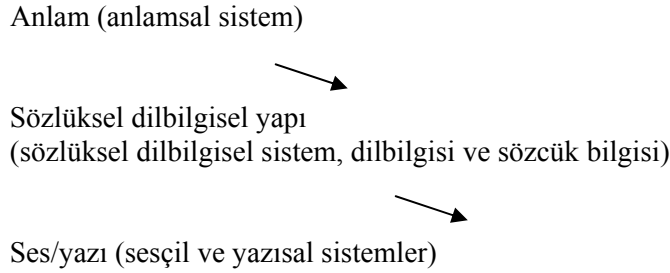 Anlam (anlamsal sistem)
Sözlüksel dilbilgisel yapı
(sözlüksel dilbilgisel sistem, dilbilgisi ve sözcük bilgisi)
Ses/yazı (sesçil ve yazısal sistemler)